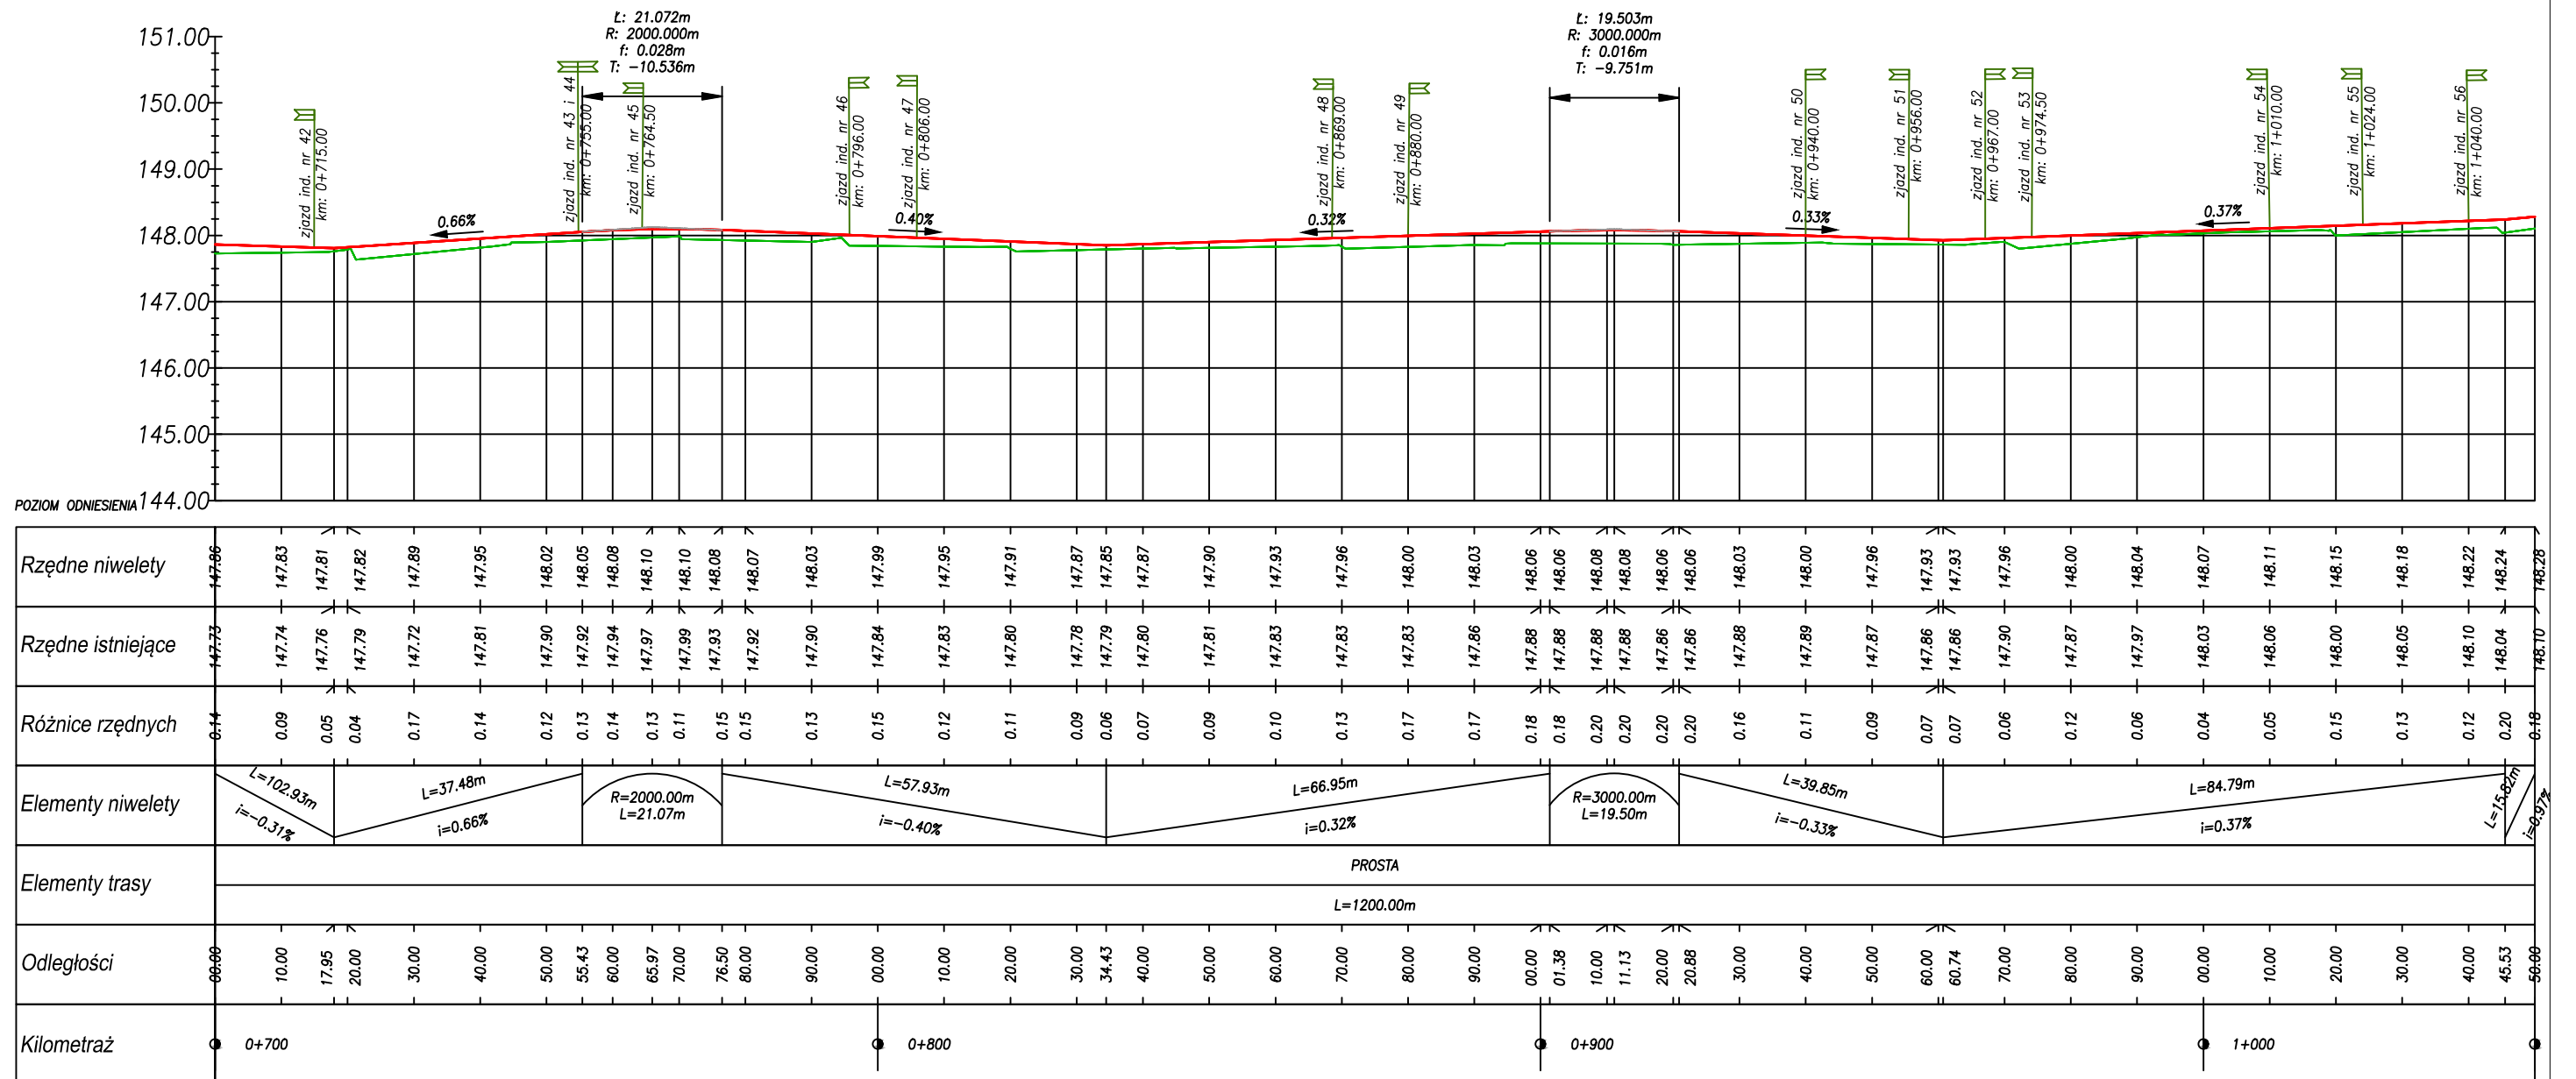 Ł: 21.072m
R: 2000.000m
f: 0.028m
T: -10.536m
Ł: 19.503m
R: 3000.000m
f: 0.016m
T: -9.751m
151.00
150.00
149.00
148.00
147.00
146.00
145.00
144.00
POZIOM ODNIESIENIA
zjazd ind. nr 42
km: 0+715.00
zjazd ind. nr 43 i 44
km: 0+755.00
zjazd ind. nr 45
km: 0+764.50
zjazd ind. nr 46
km: 0+796.00
zjazd ind. nr 47
km: 0+806.00
zjazd ind. nr 48
km: 0+869.00
zjazd ind. nr 49
km: 0+880.00
zjazd ind. nr 50
km: 0+940.00
zjazd ind. nr 51
km: 0+956.00
zjazd ind. nr 52
km: 0+967.00
zjazd ind. nr 53
km: 0+974.50
zjazd ind. nr 54
km: 1+010.00
zjazd ind. nr 55
km: 1+024.00
zjazd ind. nr 56
km: 1+040.00
0.66% 0.40% 0.32% 0.33% 0.37%
Rzędne niwelety
147.86 147.83 147.81 147.82 147.89 147.95 148.02 148.05 148.08 148.10 148.10 148.08 148.07 148.03 147.99 147.95 147.91 147.87 147.85 147.87 147.90 147.93 147.96 148.00 148.03 148.06 148.06 148.08 148.08 148.06 148.06 148.03 148.00 147.96 147.93 147.93 147.96 148.00 148.04 148.07 148.11 148.15 148.18 148.22 148.24 148.28
Rzędne istniejące
147.73 147.74 147.76 147.79 147.72 147.81 147.90 147.92 147.94 147.97 147.99 147.93 147.92 147.90 147.84 147.83 147.80 147.78 147.79 147.80 147.81 147.83 147.83 147.83 147.86 147.88 147.88 147.88 147.88 147.86 147.86 147.88 147.89 147.87 147.86 147.86 147.90 147.87 147.97 148.03 148.06 148.00 148.05 148.10 148.04 148.10
Różnice rzędnych
0.14 0.09 0.05 0.04 0.17 0.14 0.12 0.13 0.14 0.13 0.11 0.15 0.15 0.13 0.15 0.12 0.11 0.09 0.06 0.07 0.09 0.10 0.13 0.17 0.17 0.18 0.18 0.20 0.20 0.20 0.20 0.16 0.11 0.09 0.07 0.07 0.06 0.12 0.06 0.04 0.05 0.15 0.13 0.12 0.20 0.18
Elementy niwelety
L=102.93m
i=-0.31%
L=37.48m
i=0.66%
R=2000.00m
L=21.07m
L=57.93m
i=-0.40%
L=66.95m
i=0.32%
R=3000.00m
L=19.50m
L=39.85m
i=-0.33%
L=84.79m
i=0.37%
L=15.82m
i=0.97%
Elementy trasy
PROSTA
L=1200.00m
Odległości
00.00 10.00 17.95 20.00 30.00 40.00 50.00 55.43 60.00 65.97 70.00 76.50 80.00 90.00 00.00 10.00 20.00 30.00 34.43 40.00 50.00 60.00 70.00 80.00 90.00 00.00 01.38 10.00 11.13 20.00 20.88 30.00 40.00 50.00 60.00 60.74 70.00 80.00 90.00 00.00 10.00 20.00 30.00 40.00 45.53 50.00
Kilometraż
0+700 0+800 0+900 1+000